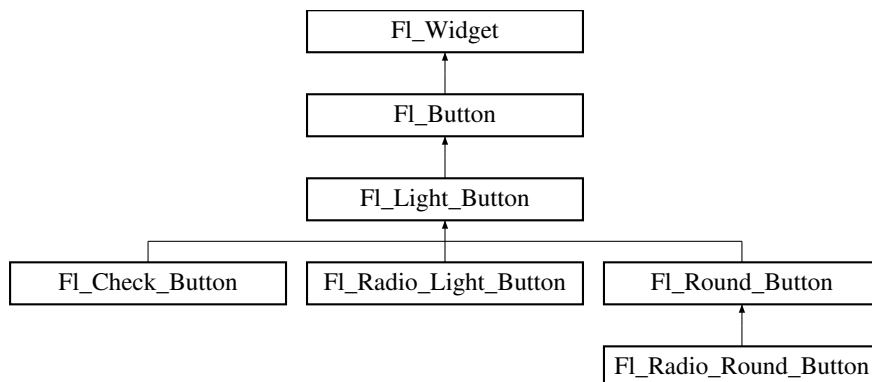 Fl_Widget
Fl_Button
Fl_Light_Button
Fl_Check_Button
Fl_Radio_Light_Button
Fl_Round_Button
Fl_Radio_Round_Button